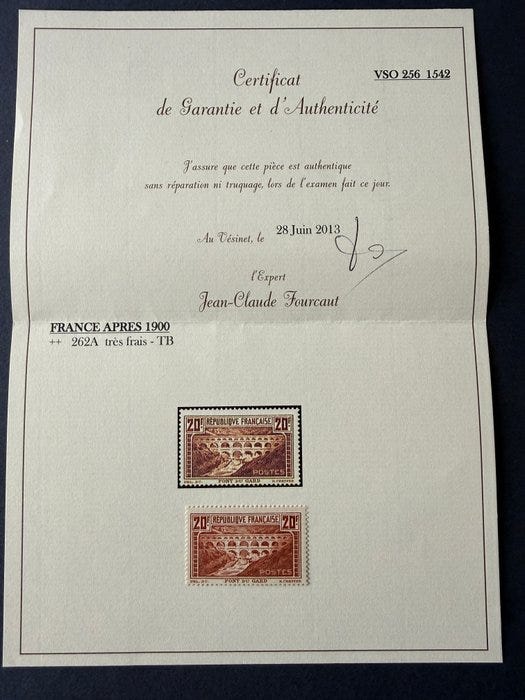 VSO 256 1542
Certificat
de Garantie et d'Authenticité
J'assure que cette pièce est authentique
sans réparation ni truquage, lors de l'examen fait ce jour.
Au Vésinet, le 28 Juin 2013
l'Expert
Jean-Claude Fourcaut
FRANCE APRES 1900
++ 262A très frais - TB
20F RÉPUBLIQUE FRANÇAISE 20F
POSTES
PONT DU GARD
20F RÉPUBLIQUE FRANÇAISE 20F
POSTES
PONT DU GARD